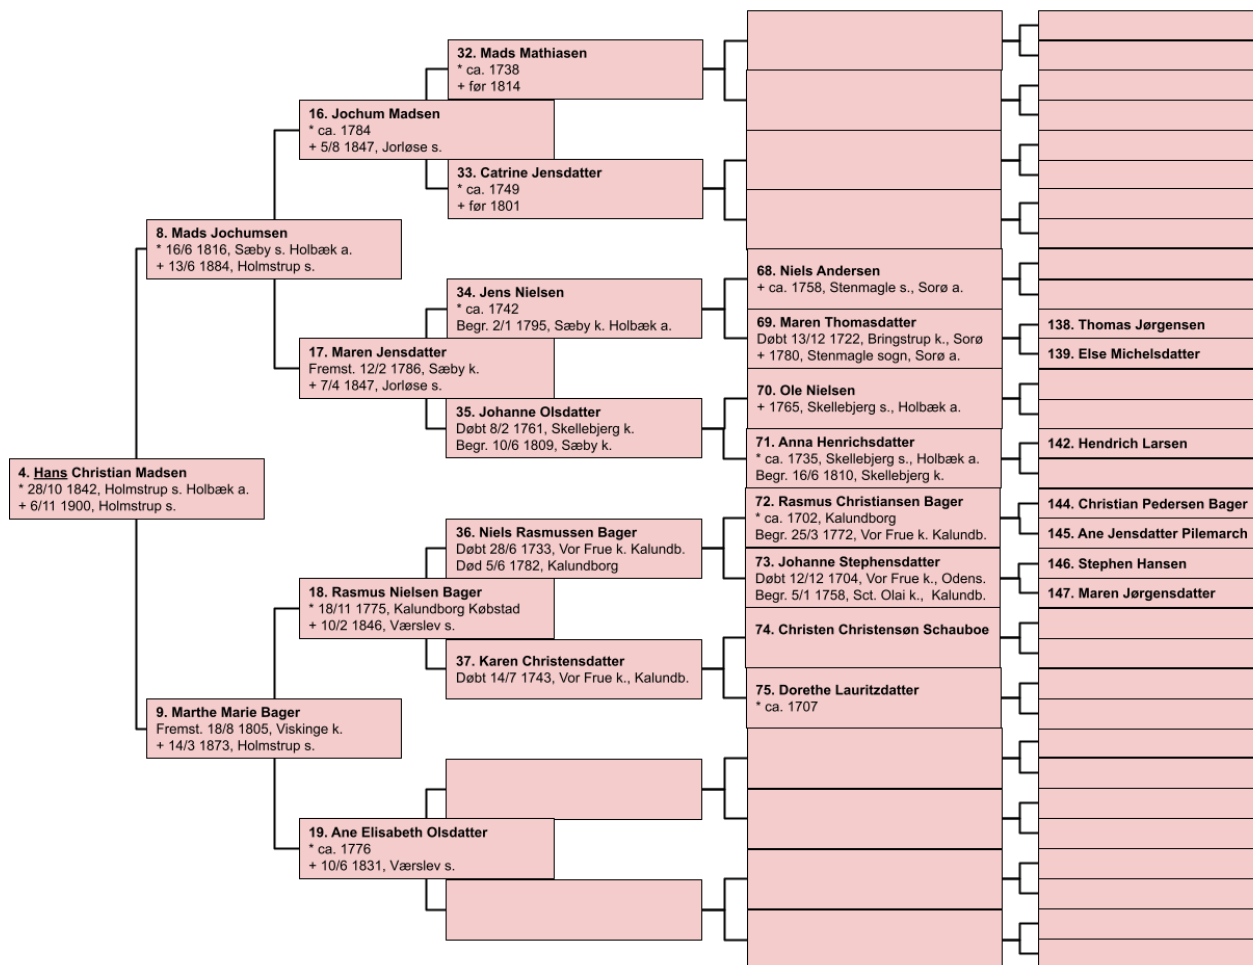 4. Hans Christian Madsen
* 28/10 1842, Holmstrup s. Holbæk a.
+ 6/11 1900, Holmstrup s.
8. Mads Jochumsen
* 16/6 1816, Sæby s. Holbæk a.
+ 13/6 1884, Holmstrup s.
9. Marthe Marie Bager
Fremst. 18/8 1805, Viskinge k.
+ 14/3 1873, Holmstrup s.
16. Jochum Madsen
* ca. 1784
+ 5/8 1847, Jorløse s.
17. Maren Jensdatter
Fremst. 12/2 1786, Sæby k.
+ 7/4 1847, Jorløse s.
18. Rasmus Nielsen Bager
* 18/11 1775, Kalundborg Købstad
+ 10/2 1846, Værslev s.
19. Ane Elisabeth Olsdatter
* ca. 1776
+ 10/6 1831, Værslev s.
32. Mads Mathiasen
* ca. 1738
+ før 1814
33. Catrine Jensdatter
* ca. 1749
+ før 1801
34. Jens Nielsen
* ca. 1742
Begr. 2/1 1795, Sæby k. Holbæk a.
35. Johanne Olsdatter
Døbt 8/2 1761, Skellebjerg k.
Begr. 10/6 1809, Sæby k.
36. Niels Rasmussen Bager
Døbt 28/6 1733, Vor Frue k. Kalundb.
Død 5/6 1782, Kalundborg
37. Karen Christensdatter
Døbt 14/7 1743, Vor Frue k., Kalundb.
68. Niels Andersen
+ ca. 1758, Stenmagle s., Sorø a.
69. Maren Thomasdatter
Døbt 13/12 1722, Bringstrup k., Sorø
+ 1780, Stenmagle sogn, Sorø a.
70. Ole Nielsen
+ 1765, Skellebjerg s., Holbæk a.
71. Anna Henrichsdatter
* ca. 1735, Skellebjerg s., Holbæk a.
Begr. 16/6 1810, Skellebjerg k.
72. Rasmus Christiansen Bager
* ca. 1702, Kalundborg
Begr. 25/3 1772, Vor Frue k. Kalundb.
73. Johanne Stephensdatter
Døbt 12/12 1704, Vor Frue k., Odens.
Begr. 5/1 1758, Sct. Olai k., Kalundb.
74. Christen Christensøn Schauboe
75. Dorethe Lauritzdatter
* ca. 1707
138. Thomas Jørgensen
139. Else Michelsdatter
142. Hendrich Larsen
144. Christian Pedersen Bager
145. Ane Jensdatter Pilemarch
146. Stephen Hansen
147. Maren Jørgensdatter